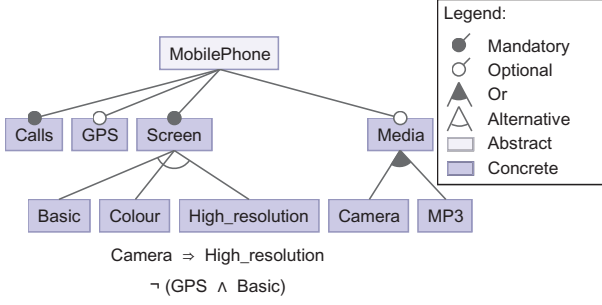 Legend:
Mandatory
Optional
Or
Alternative
Abstract
Concrete
MobilePhone
Calls
GPS
Screen
Media
Basic
Colour
High_resolution
Camera
MP3
Camera ⇒ High_resolution
¬ (GPS ∧ Basic)